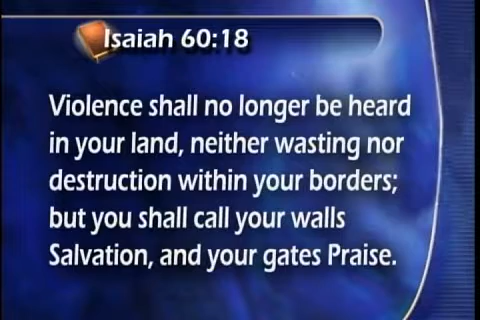 Isaiah 60:18
Violence shall no longer be heard
in your land, neither wasting nor
destruction within your borders;
but you shall call your walls
Salvation, and your gates Praise.